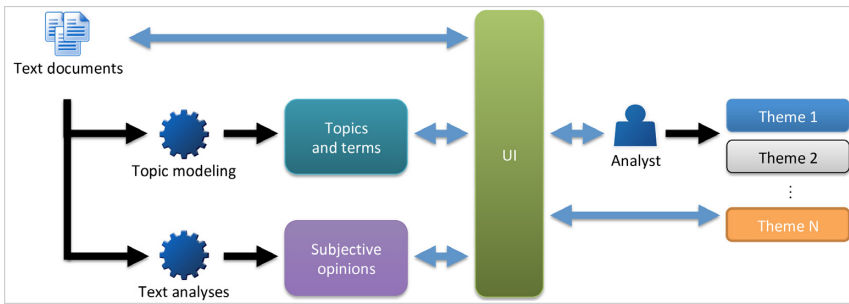 Text documents
Topic modeling
Topics
and terms
UI
Analyst
Theme 1
Theme 2
⋮
Theme N
Text analyses
Subjective
opinions